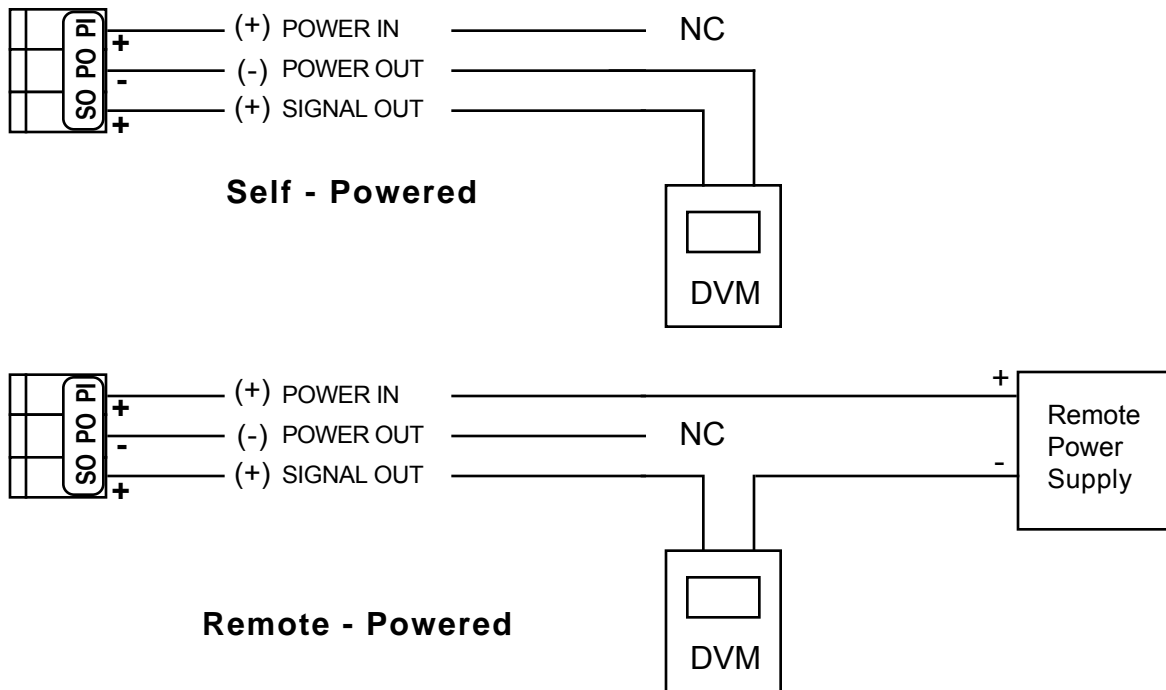 SO PO PI
+
-
+
(+) POWER IN
NC
(-) POWER OUT
(+) SIGNAL OUT
Self - Powered
DVM
SO PO PI
+
-
+
(+) POWER IN
(-) POWER OUT
NC
(+) SIGNAL OUT
+
-
Remote
Power
Supply
Remote - Powered
DVM